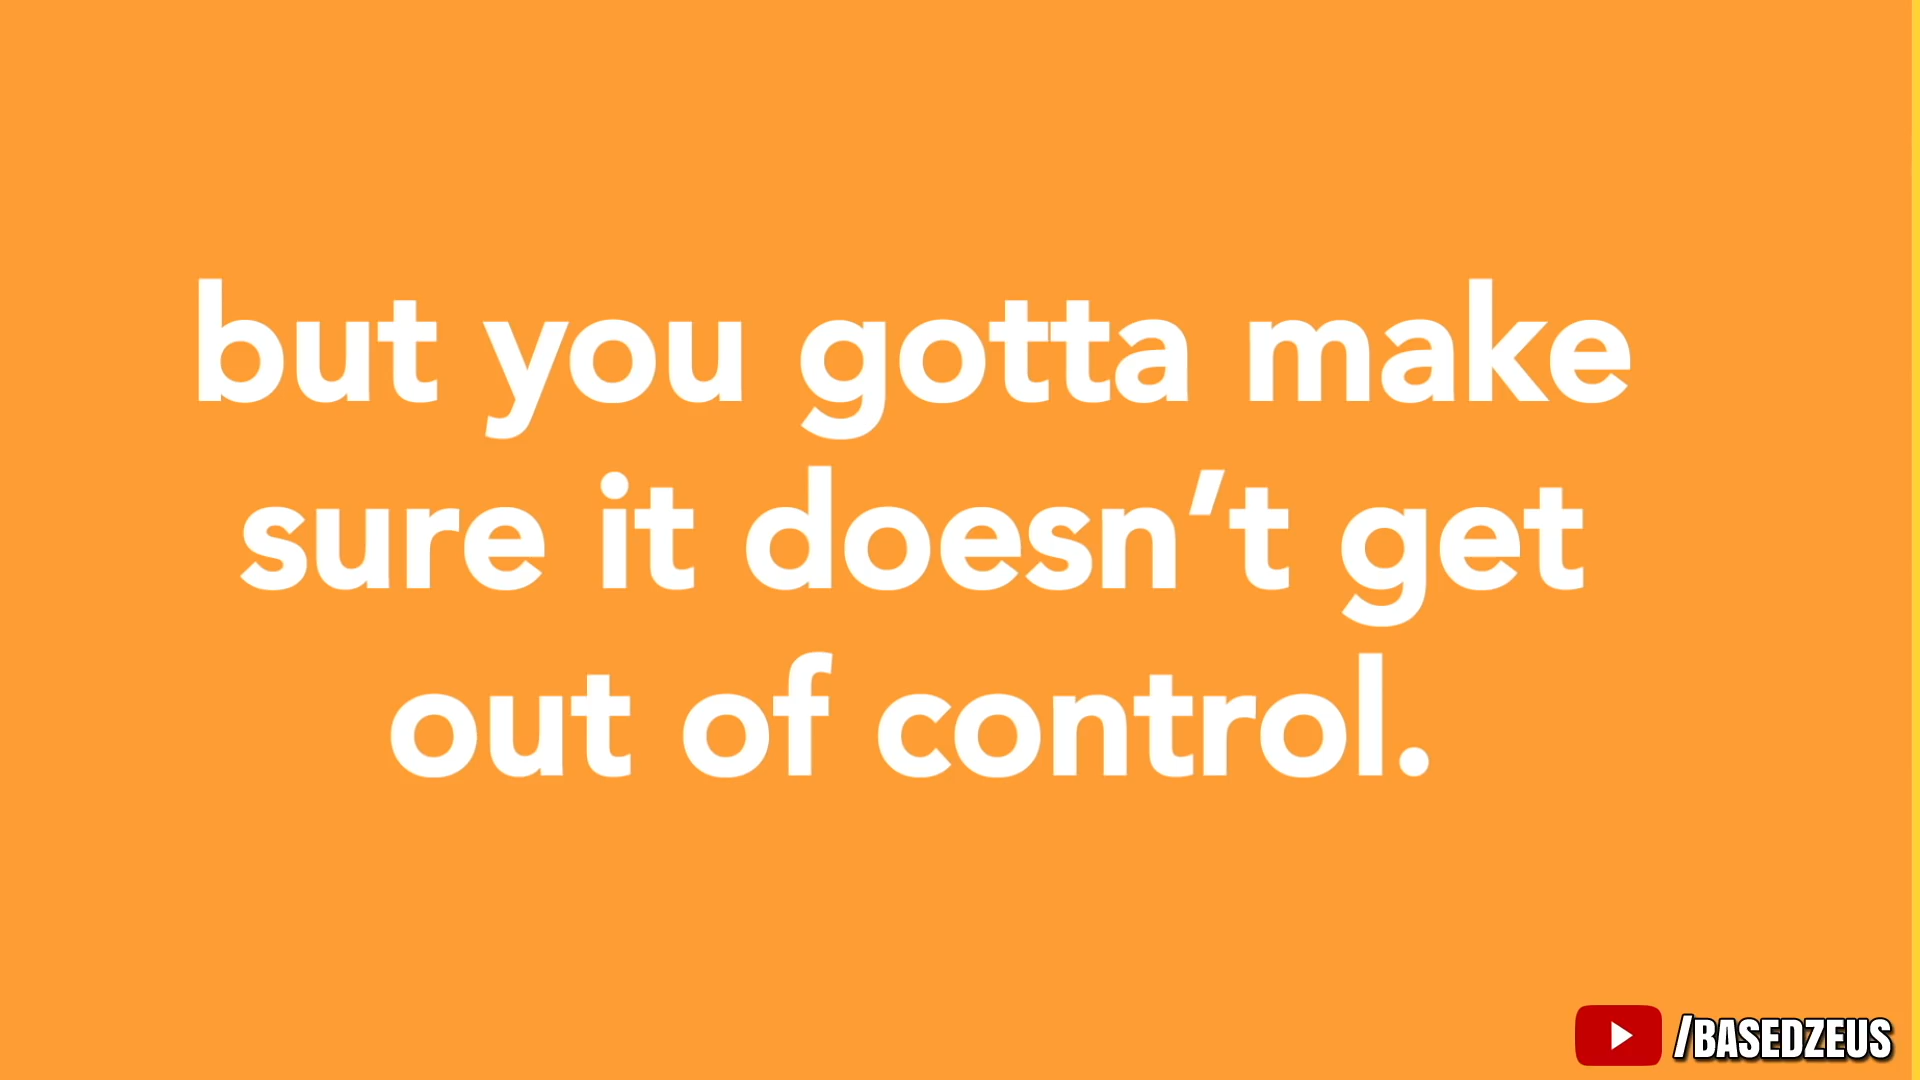 but you gotta make
sure it doesn’t get
out of control.
/BASEDZEUS